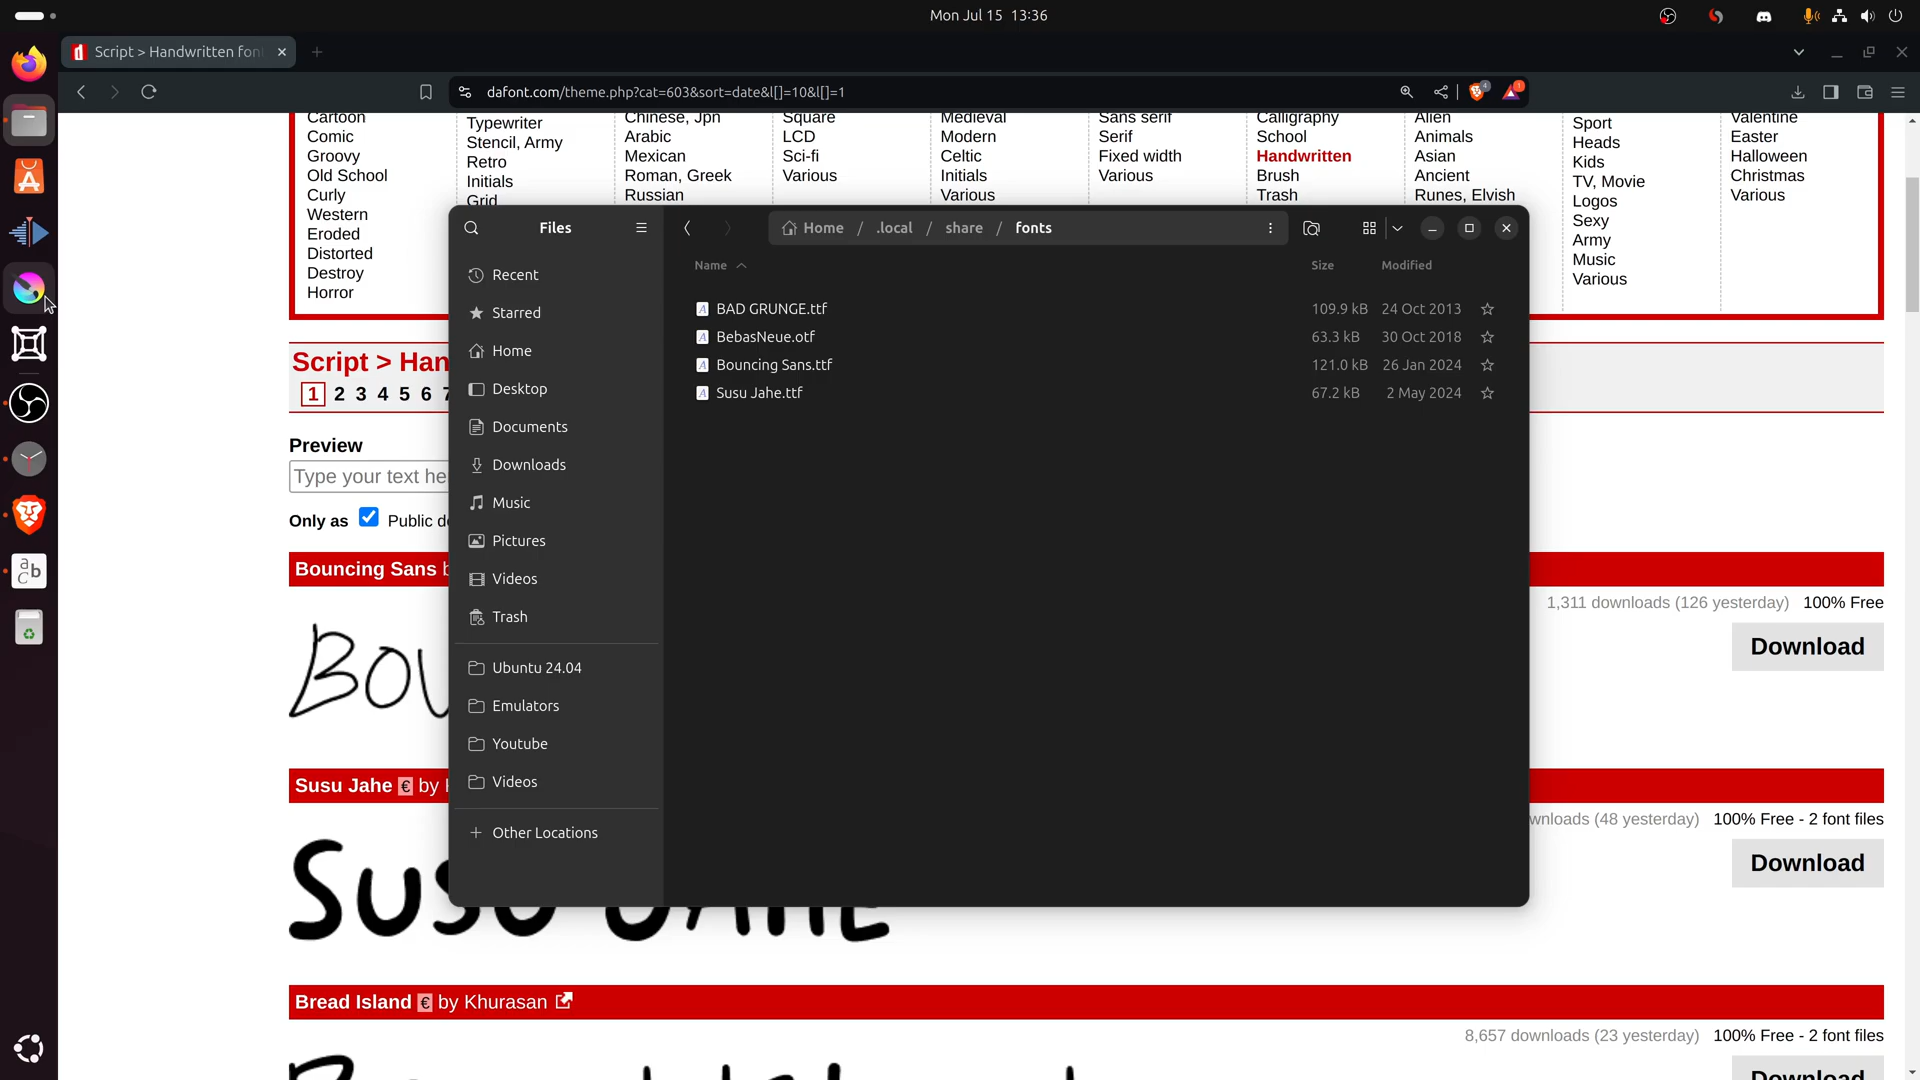 Mon Jul 15 13:36
Script > Handwritten fon
dafont.com/theme.php?cat=603&sort=date&l[]=10&l[]=1
4
1
Cartoon
Comic
Groovy
Old School
Curly
Western
Eroded
Distorted
Destroy
Horror
Typewriter
Stencil, Army
Retro
Initials
Grid
Chinese, Jpn
Arabic
Mexican
Roman, Greek
Russian
Square
LCD
Sci-fi
Various
Medieval
Modern
Celtic
Initials
Various
Sans serif
Serif
Fixed width
Various
Calligraphy
School
Handwritten
Brush
Trash
Alien
Animals
Asian
Ancient
Runes, Elvish
Sport
Heads
Kids
TV, Movie
Logos
Sexy
Army
Music
Various
Valentine
Easter
Halloween
Christmas
Various
Files
Home / .local / share / fonts
Recent
Starred
Home
Desktop
Documents
Downloads
Music
Pictures
Videos
Trash
Ubuntu 24.04
Emulators
Youtube
Videos
Other Locations
Name Size Modified
BAD GRUNGE.ttf 109.9 kB 24 Oct 2013
BebasNeue.otf 63.3 kB 30 Oct 2018
Bouncing Sans.ttf 121.0 kB 26 Jan 2024
Susu Jahe.ttf 67.2 kB 2 May 2024
Script > Han
1 2 3 4 5 6 7
Preview
Type your text he
Only as Public d
Bouncing Sans b
1,311 downloads (126 yesterday) 100% Free
Bou
Download
Susu Jahe € by
wnloads (48 yesterday) 100% Free - 2 font files
Susu Jahe
Download
Bread Island € by Khurasan
8,657 downloads (23 yesterday) 100% Free - 2 font files
Download